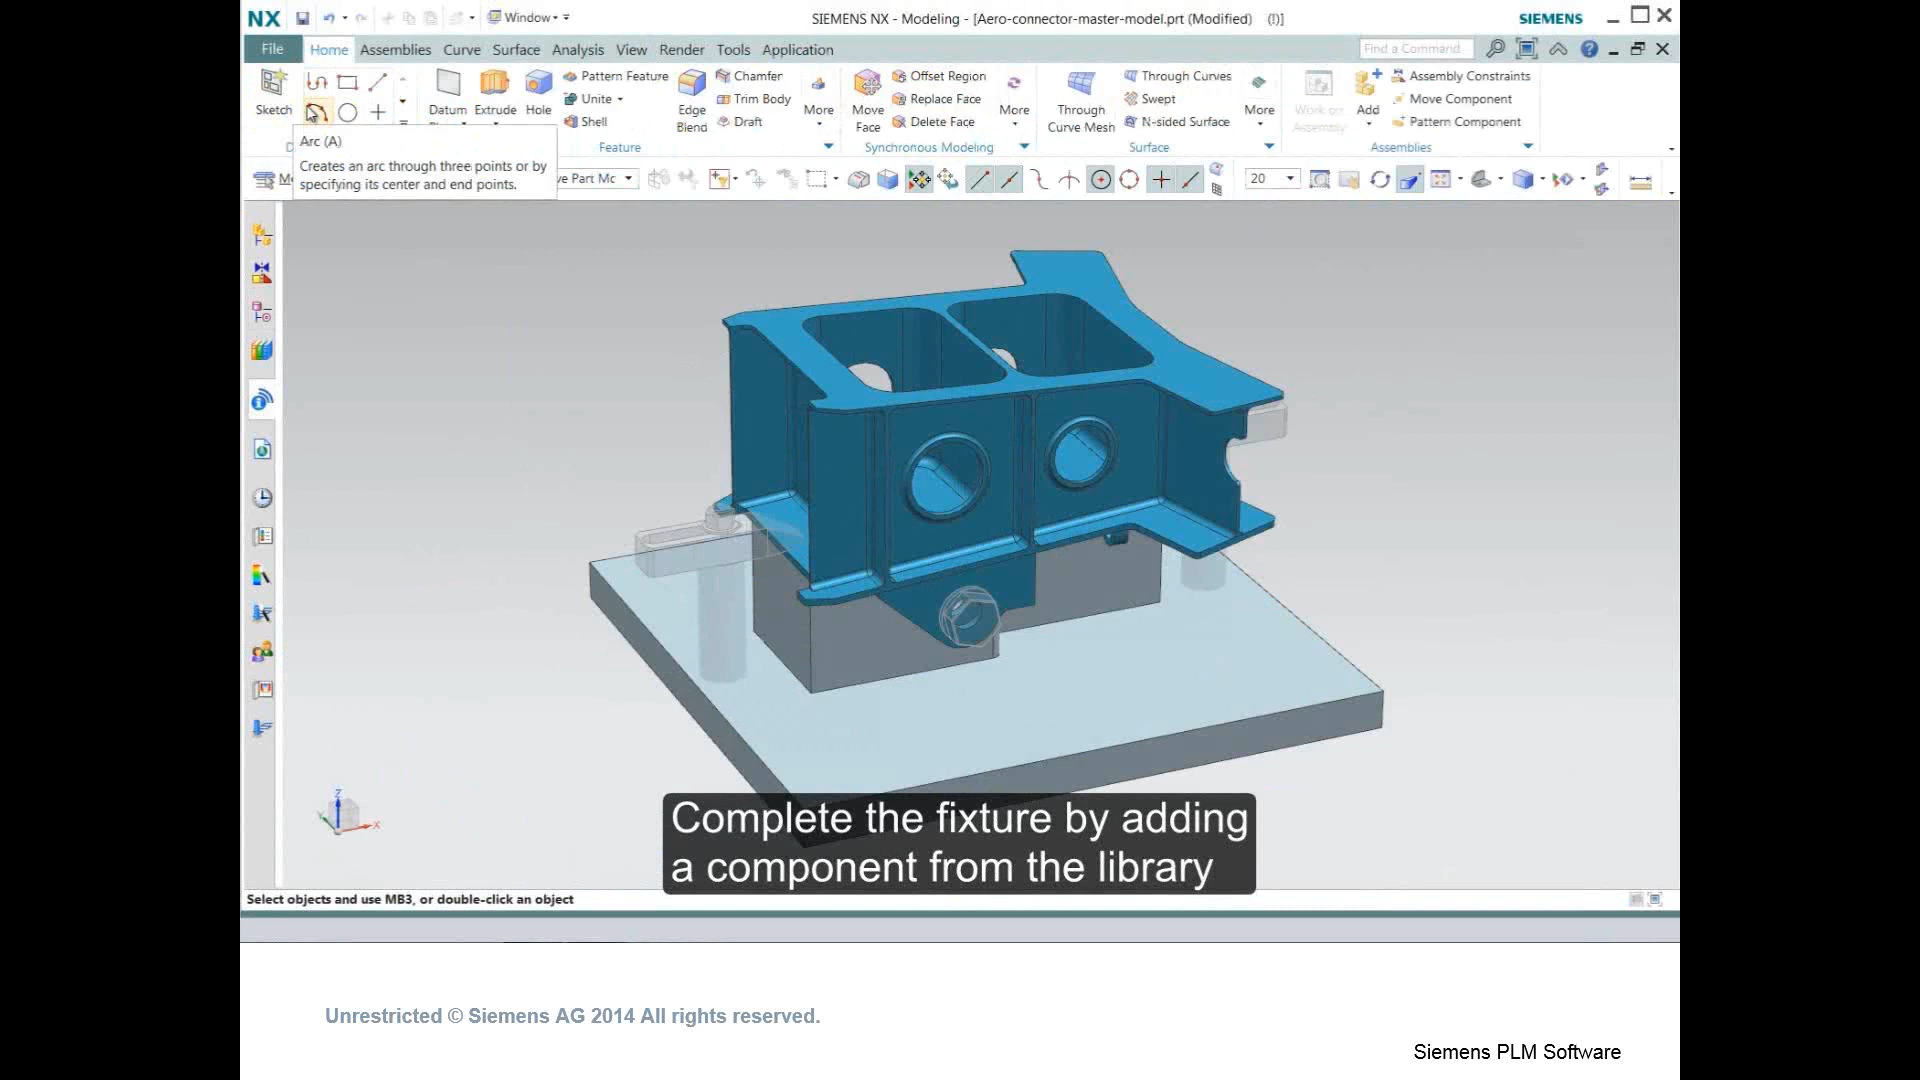 NX Window SIEMENS NX - Modeling - [Aero-connector-master-model.prt (Modified) (!)] SIEMENS
File Home Assemblies Curve Surface Analysis View Render Tools Application Find a Command
Pattern Feature Chamfer Offset Region Through Curves Assembly Constraints
Sketch Datum Extrude Hole Unite Edge Blend Trim Body More Move Face Replace Face More Through Curve Mesh Swept More Work on Assembly Add Move Component
Shell Draft Delete Face N-sided Surface Pattern Component
Feature Synchronous Modeling Surface Assemblies
Arc (A)
Creates an arc through three points or by
specifying its center and end points.
20
Z
Y
X
Complete the fixture by adding
a component from the library
Select objects and use MB3, or double-click an object
Unrestricted © Siemens AG 2014 All rights reserved.
Siemens PLM Software